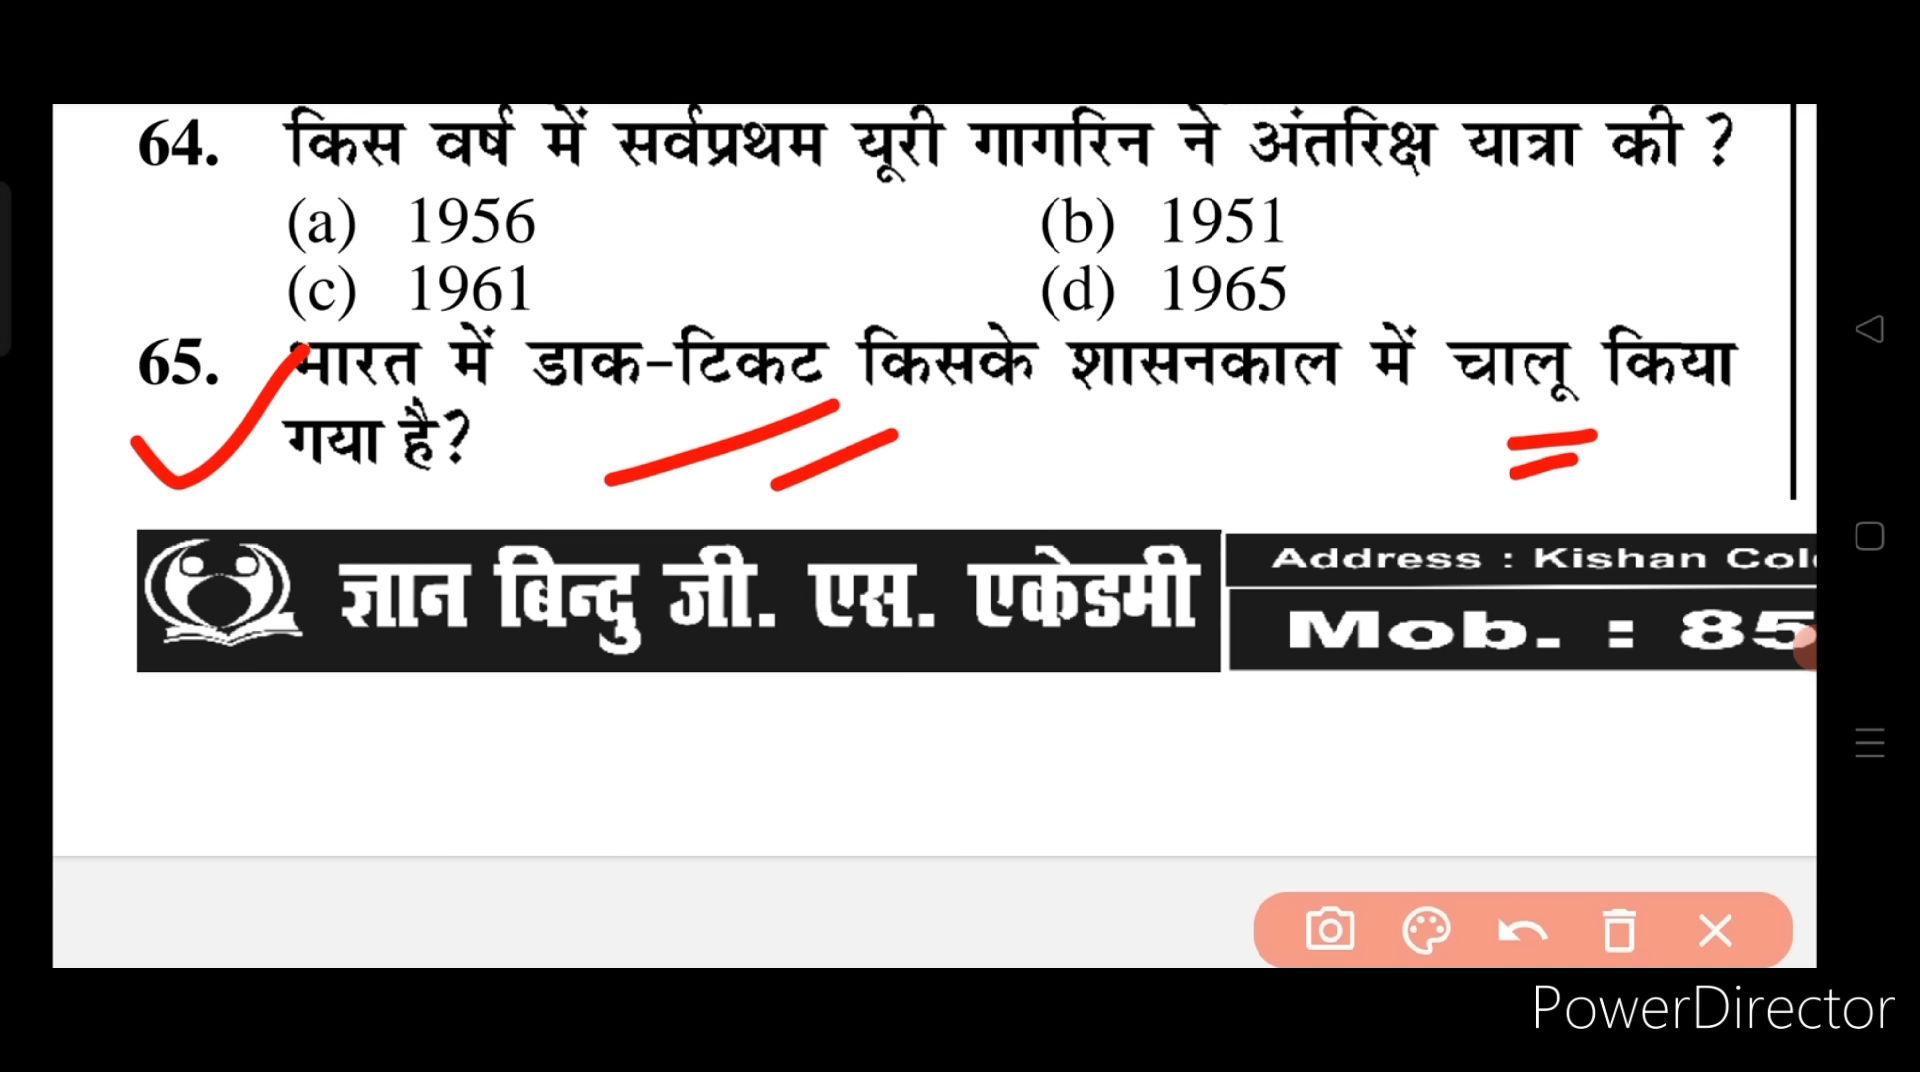 64. किस वर्ष में सर्वप्रथम यूरी गागरिन ने अंतरिक्ष यात्रा की ?
(a) 1956 (b) 1951
(c) 1961 (d) 1965
65. भारत में डाक-टिकट किसके शासनकाल में चालू किया
गया है?
ज्ञान बिन्दु जी. एस. एकेडमी
Address : Kishan
Mob. : 85
PowerDirector